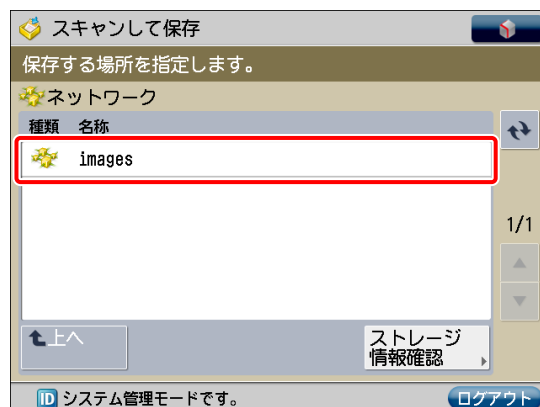 スキャンして保存
保存する場所を指定します。
ネットワーク
種類 名称
images
1/1
上へ
ストレージ
情報確認
ID システム管理モードです。
ログアウト